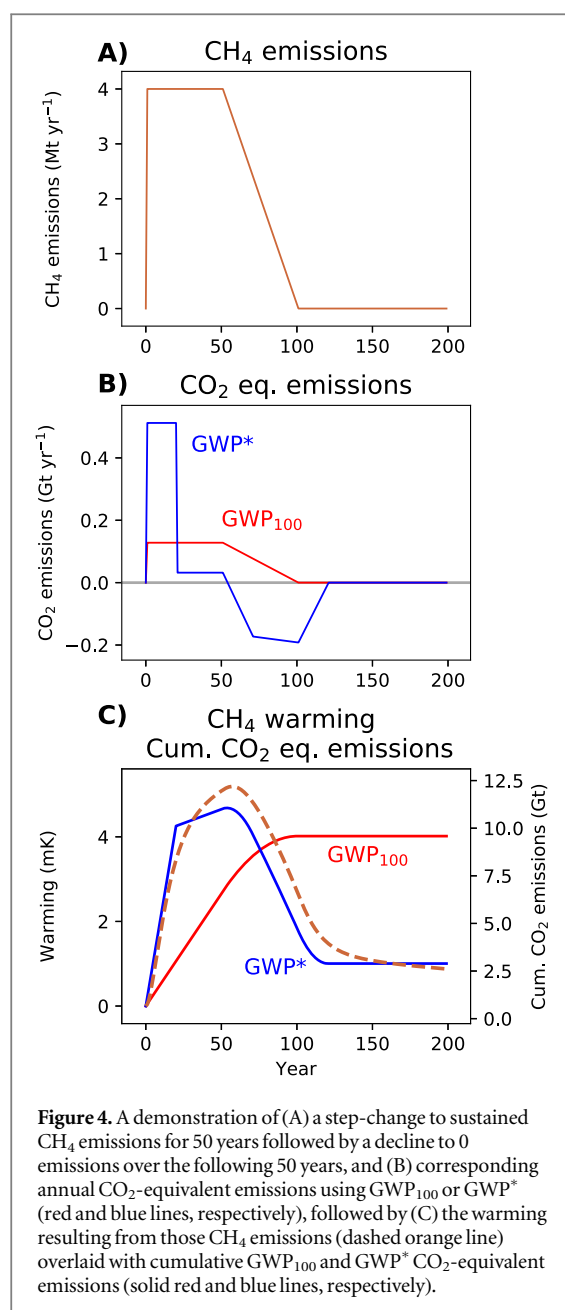 A) CH₄ emissions
CH₄ emissions (Mt yr⁻¹)
4
3
2
1
0
0 50 100 150 200
B) CO₂ eq. emissions
CO₂ emissions (Gt yr⁻¹)
0.4
0.2
0.0
−0.2
GWP*
GWP₁₀₀
0 50 100 150 200
C) CH₄ warming
Cum. CO₂ eq. emissions
Warming (mK)
4
2
0
GWP₁₀₀
GWP*
12.5
10.0
7.5
5.0
2.5
0.0
Cum. CO₂ emissions (Gt)
0 50 100 150 200
Year
Figure 4. A demonstration of (A) a step-change to sustained
CH₄ emissions for 50 years followed by a decline to 0
emissions over the following 50 years, and (B) corresponding
annual CO₂-equivalent emissions using GWP₁₀₀ or GWP*
(red and blue lines, respectively), followed by (C) the warming
resulting from those CH₄ emissions (dashed orange line)
overlaid with cumulative GWP₁₀₀ and GWP* CO₂-equivalent
emissions (solid red and blue lines, respectively).